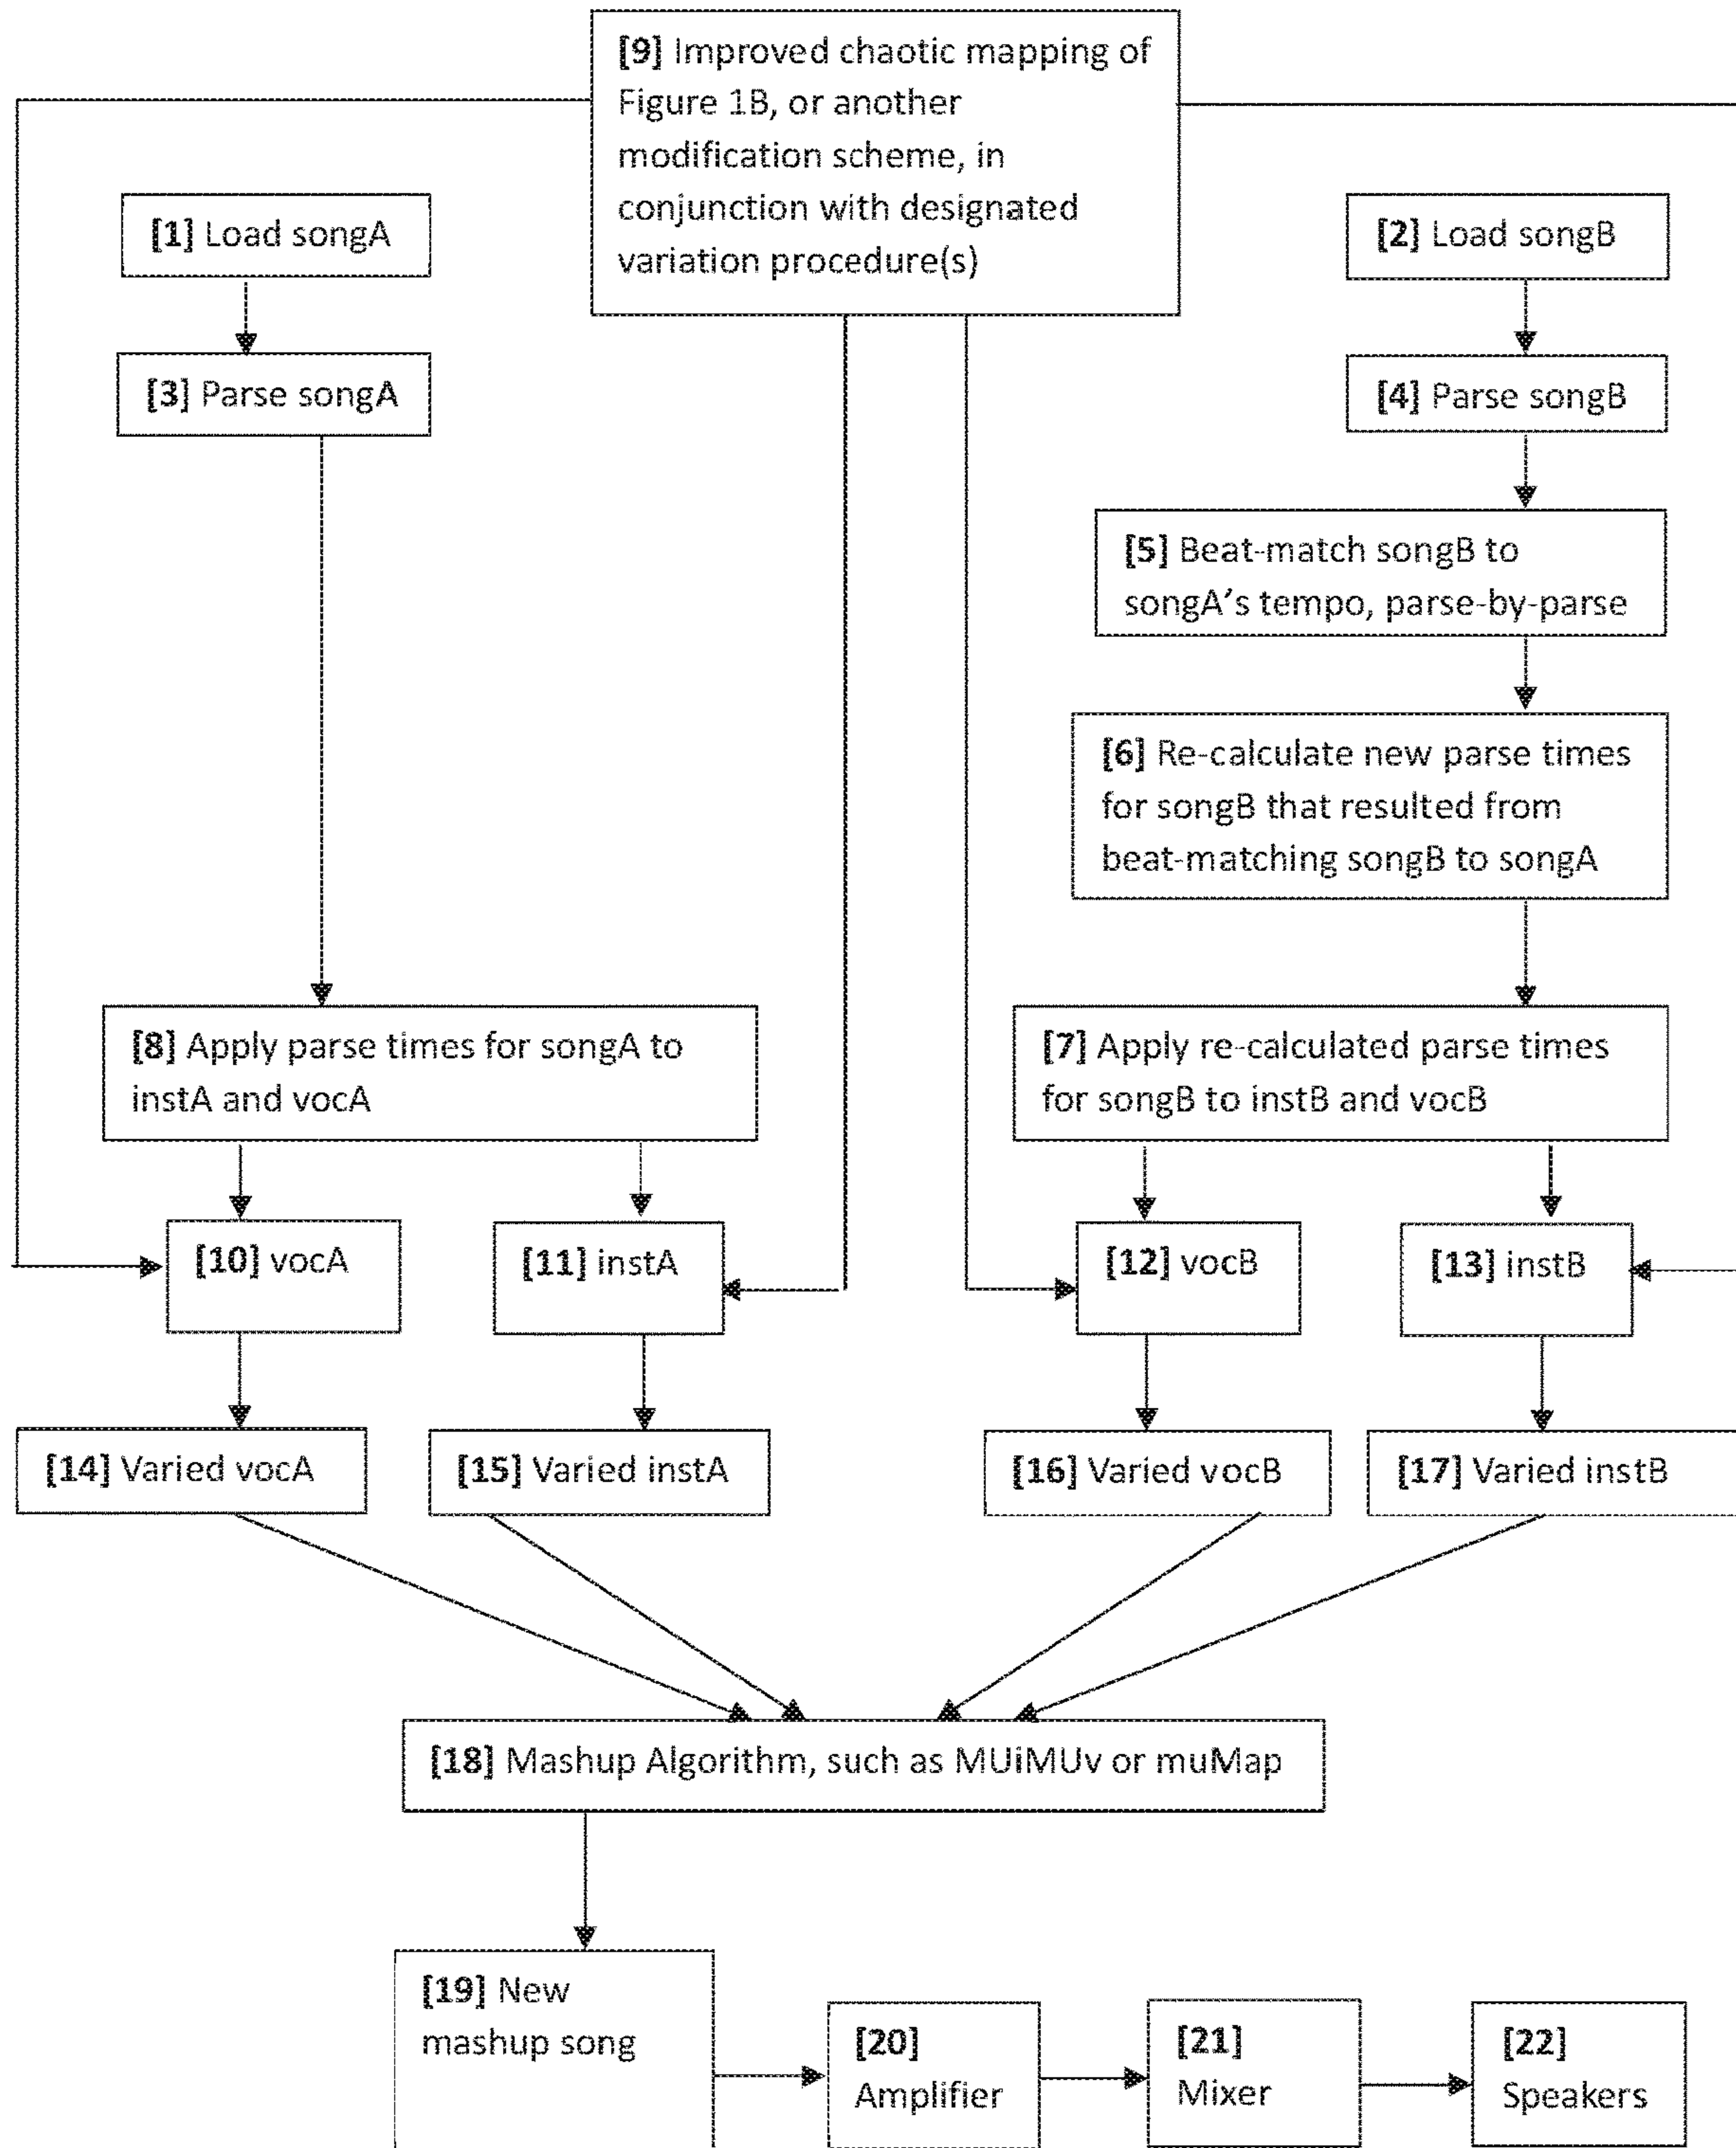 [9] Improved chaotic mapping of
Figure 1B, or another
modification scheme, in
conjunction with designated
variation procedure(s)
[1] Load songA
[2] Load songB
[3] Parse songA
[4] Parse songB
[5] Beat-match songB to
songA's tempo, parse-by-parse
[6] Re-calculate new parse times
for songB that resulted from
beat-matching songB to songA
[8] Apply parse times for songA to
instA and vocA
[7] Apply re-calculated parse times
for songB to instB and vocB
[10] vocA
[11] instA
[12] vocB
[13] instB
[14] Varied vocA
[15] Varied instA
[16] Varied vocB
[17] Varied instB
[18] Mashup Algorithm, such as MUiMUv or muMap
[19] New
mashup song
[20]
Amplifier
[21]
Mixer
[22]
Speakers